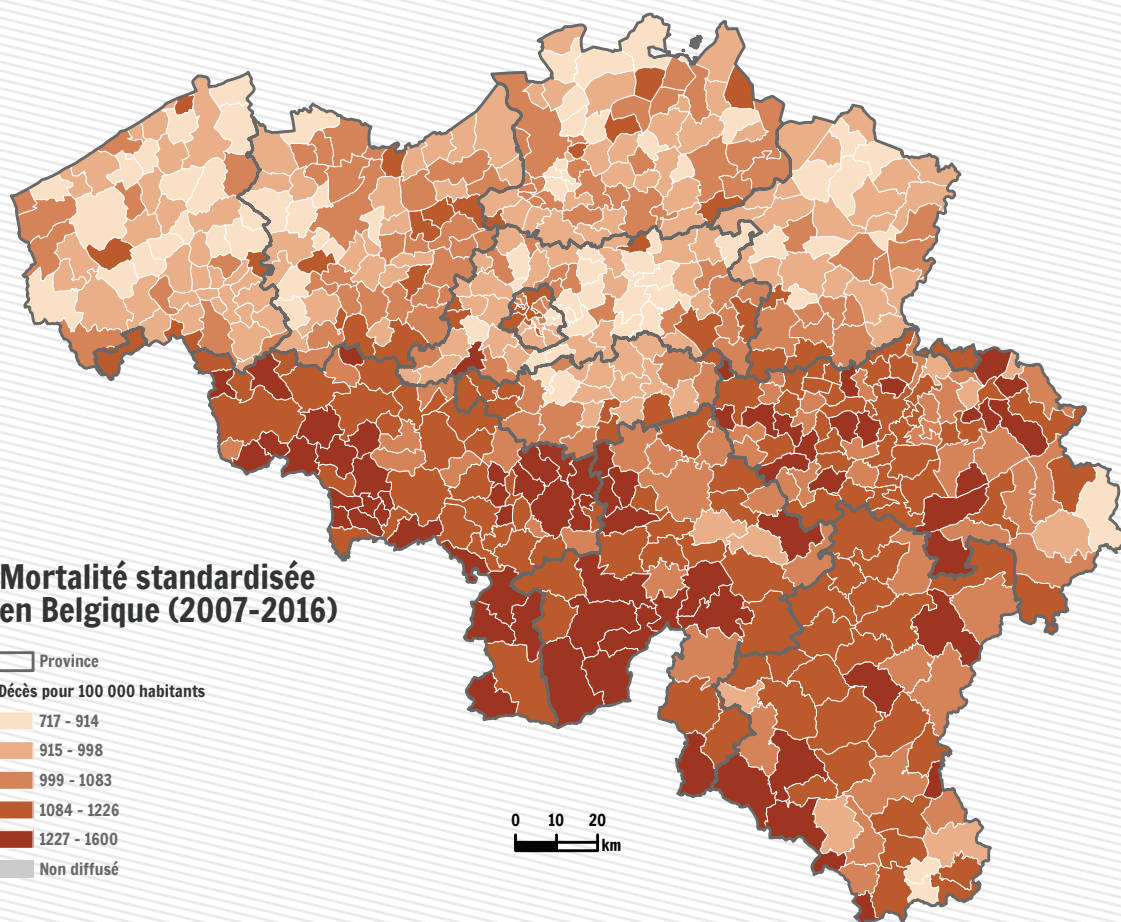 Mortalité standardisée
en Belgique (2007-2016)
Province
Décès pour 100 000 habitants
717 - 914
915 - 998
999 - 1083
1084 - 1226
1227 - 1600
Non diffusé
0 10 20
km